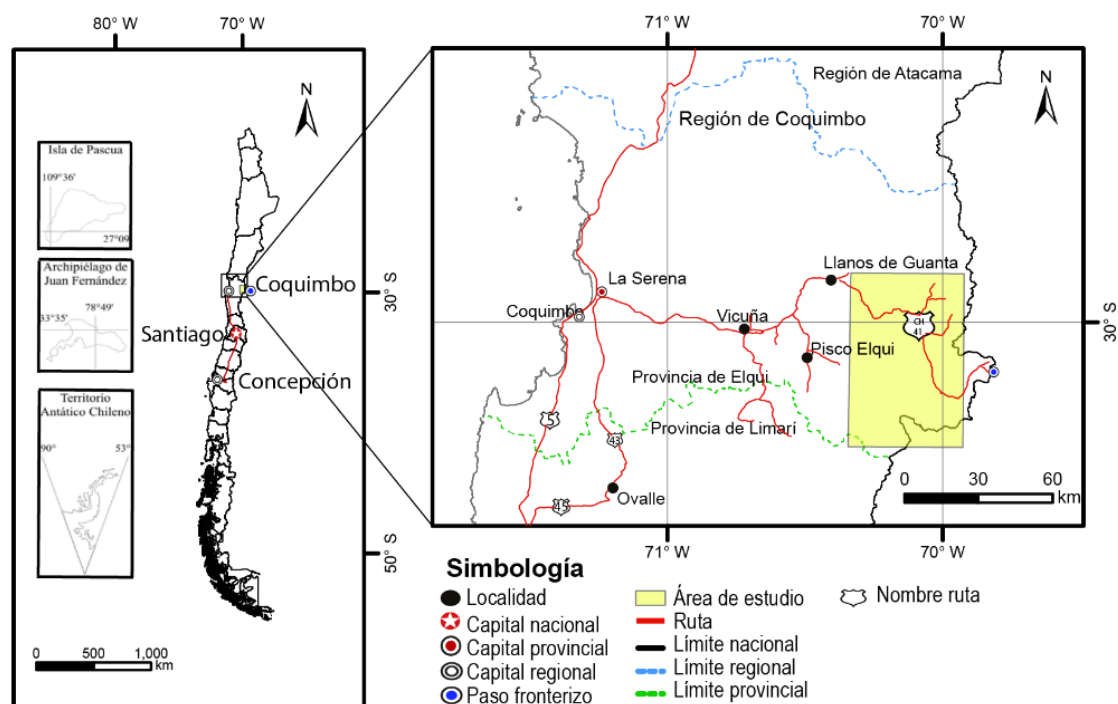 80° W
70° W
N
Isla de Pascua
109°36'
27°09
Archipiélago de
Juan Fernández
33°35'
78°49'
Territorio
Antático Chileno
90°
53°
Coquimbo
Santiago
Concepción
30° S
50° S
0 500 1,000
km
71° W
70° W
N
Región de Atacama
Región de Coquimbo
Llanos de Guanta
La Serena
Coquimbo
Vicuña
CH
41
Pisco Elqui
30° S
Provincia de Elqui
Provincia de Limarí
5
43
Ovalle
45
0 30 60
km
71° W
70° W
Simbología
Localidad
Capital nacional
Capital provincial
Capital regional
Paso fronterizo
Área de estudio
Ruta
Límite nacional
Límite regional
Límite provincial
Nombre ruta